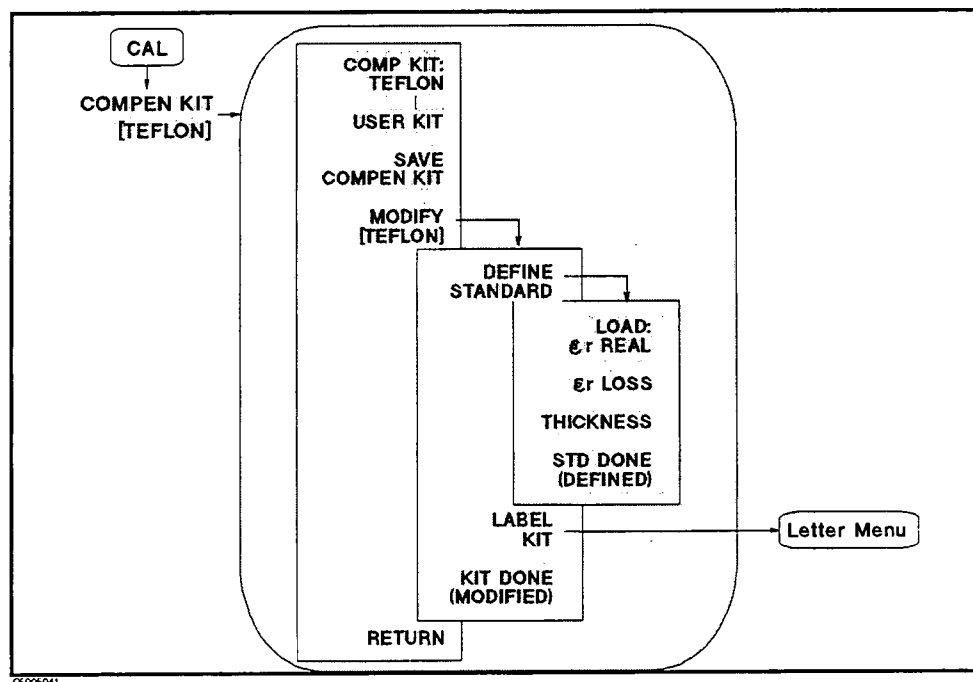 CAL
COMPEN KIT
[TEFLON]
COMP KIT:
TEFLON
USER KIT
SAVE
COMPEN KIT
MODIFY
[TEFLON]
DEFINE
STANDARD
LOAD:
εr REAL
εr LOSS
THICKNESS
STD DONE
(DEFINED)
LABEL
KIT
Letter Menu
KIT DONE
(MODIFIED)
RETURN